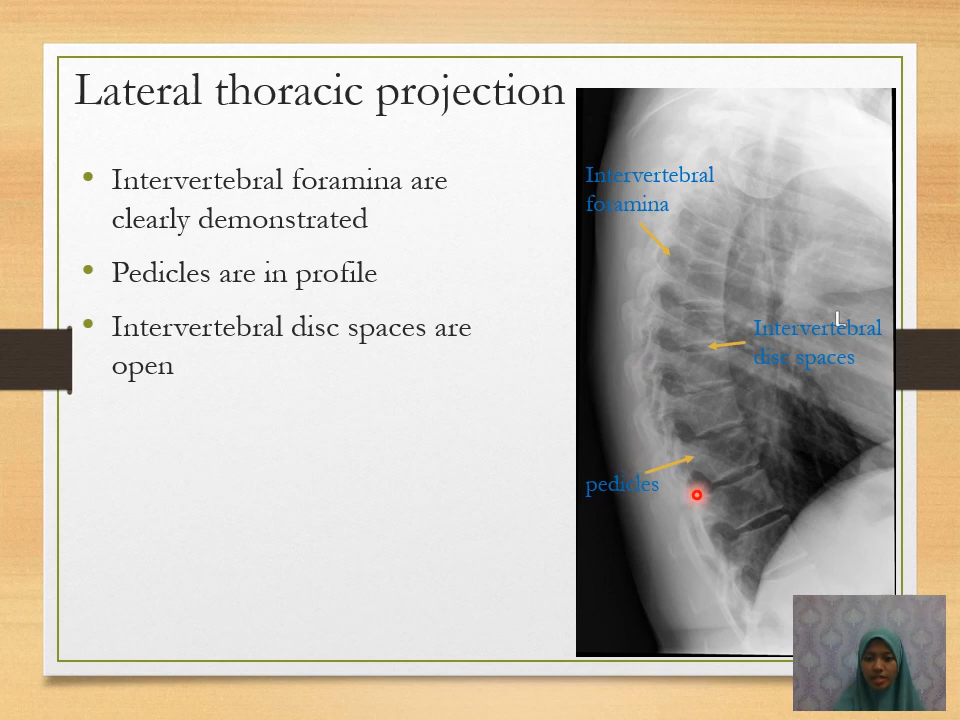 Lateral thoracic projection
• Intervertebral foramina are
clearly demonstrated
• Pedicles are in profile
• Intervertebral disc spaces are
open
Intervertebral
foramina
L
Intervertebral
disc spaces
pedicles